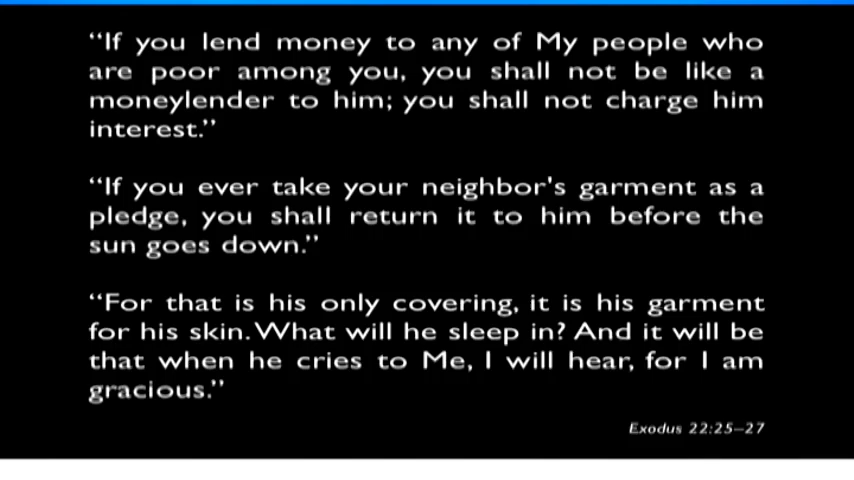 “If you lend money to any of My people who
are poor among you, you shall not be like a
moneylender to him; you shall not charge him
interest.”
“If you ever take your neighbor's garment as a
pledge, you shall return it to him before the
sun goes down.”
“For that is his only covering, it is his garment
for his skin. What will he sleep in? And it will be
that when he cries to Me, I will hear, for I am
gracious.”
Exodus 22:25–27